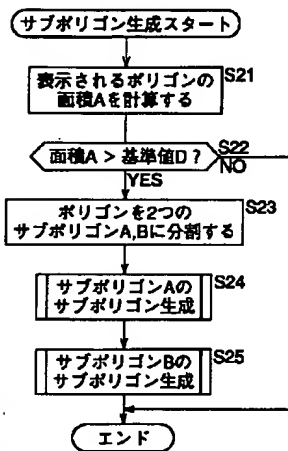 サブポリゴン生成スタート
表示されるポリゴンの
面積Aを計算する
S21
面積A > 基準値D ?
S22
NO
YES
ポリゴンを2つの
サブポリゴンA,Bに分割する
S23
サブポリゴンAの
サブポリゴン生成
S24
サブポリゴンBの
サブポリゴン生成
S25
エンド